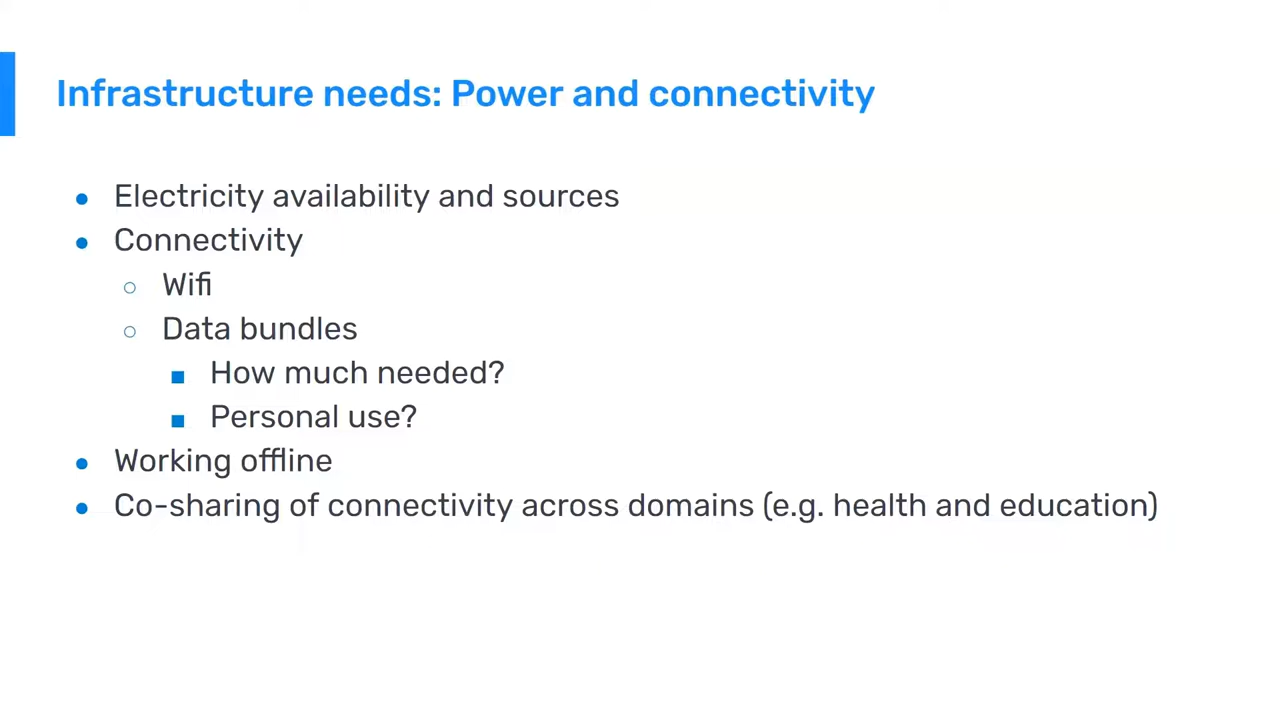 Infrastructure needs: Power and connectivity
● Electricity availability and sources
● Connectivity
○ Wifi
○ Data bundles
■ How much needed?
■ Personal use?
● Working offline
● Co-sharing of connectivity across domains (e.g. health and education)